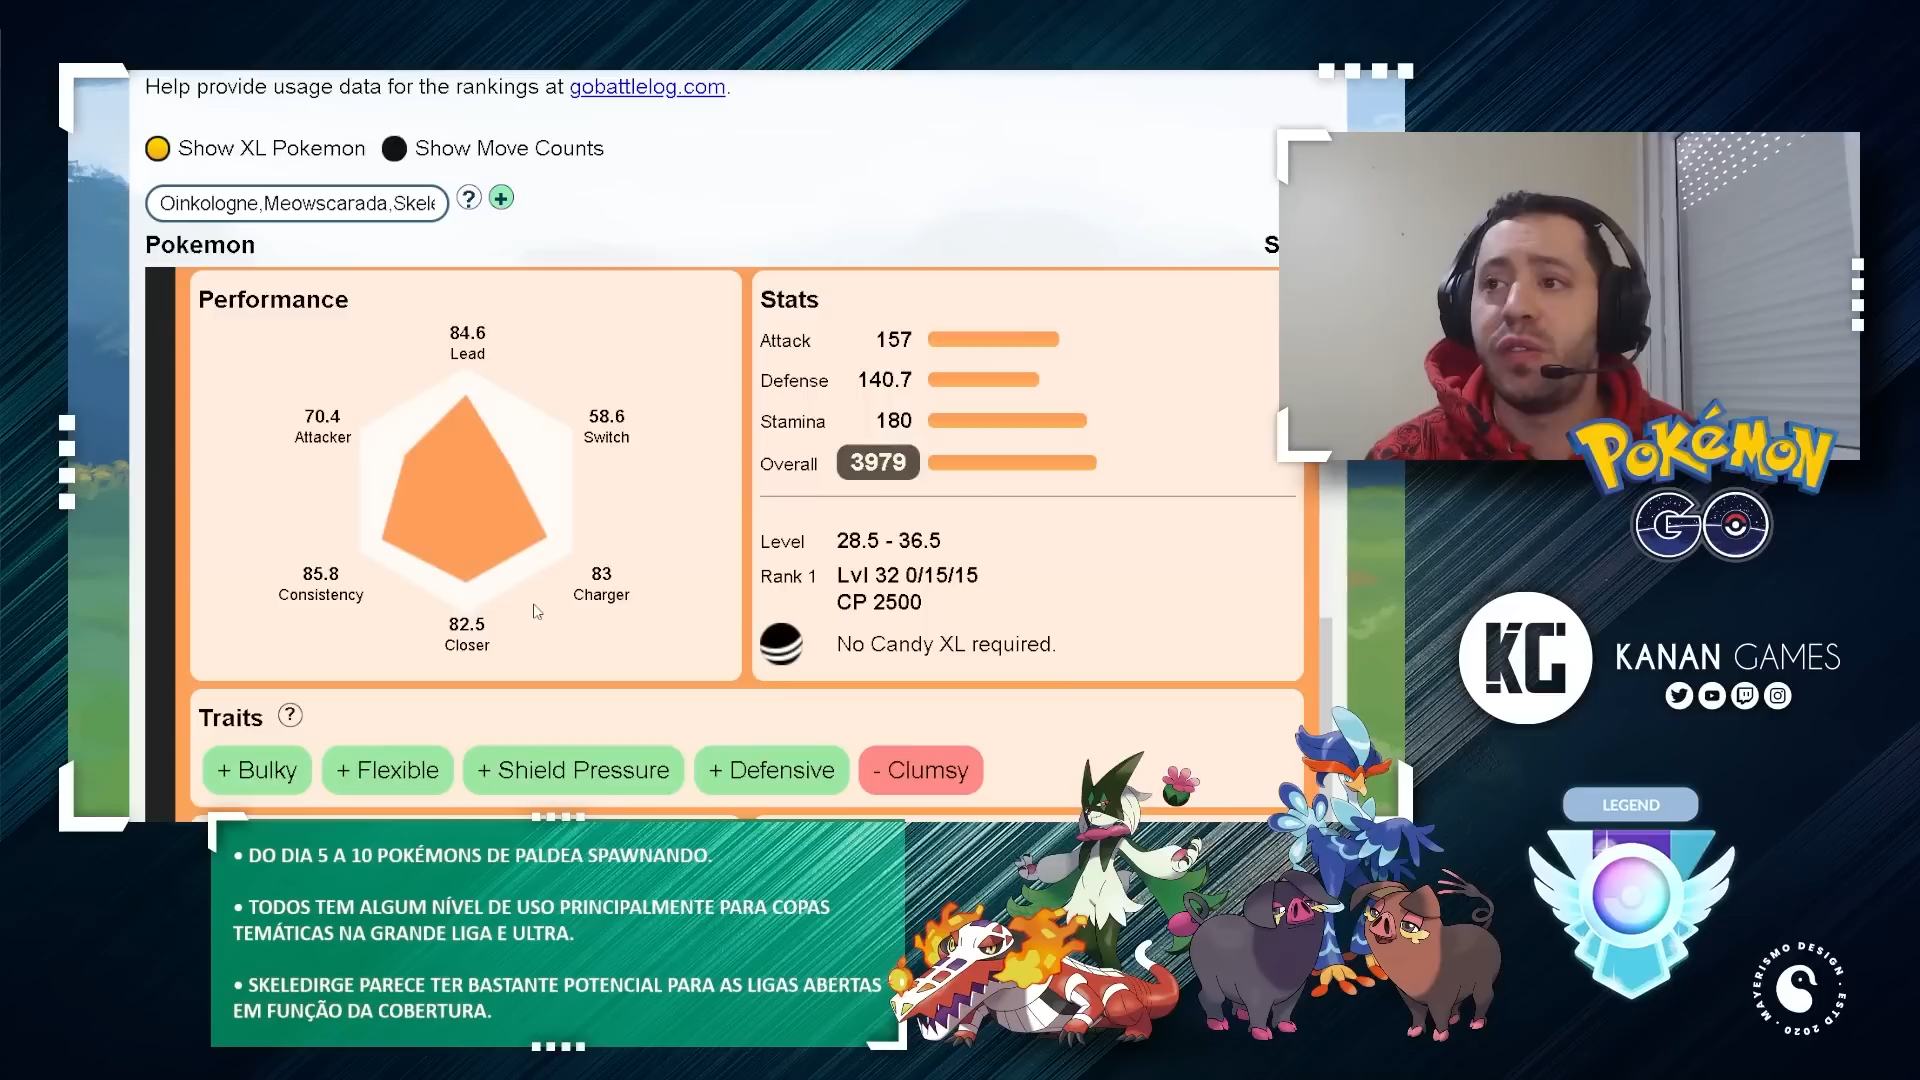 Help provide usage data for the rankings at gobattlelog.com.
Show XL Pokemon Show Move Counts
Oinkologne,Meowscarada,Skele ? +
Pokemon S
Performance
84.6
Lead
70.4
Attacker
58.6
Switch
85.8
Consistency
83
Charger
82.5
Closer
Stats
Attack 157
Defense 140.7
Stamina 180
Overall 3979
Level 28.5 - 36.5
Rank 1 Lvl 32 0/15/15
CP 2500
No Candy XL required.
Traits ?
+ Bulky + Flexible + Shield Pressure + Defensive - Clumsy
• DO DIA 5 A 10 POKÉMONS DE PALDEA SPAWNANDO.
• TODOS TEM ALGUM NÍVEL DE USO PRINCIPALMENTE PARA COPAS
TEMÁTICAS NA GRANDE LIGA E ULTRA.
• SKELEDIRGE PARECE TER BASTANTE POTENCIAL PARA AS LIGAS ABERTAS
EM FUNÇÃO DA COBERTURA.
POKÉMON
GO
KG
KANAN GAMES
LEGEND
MAYERISMO DESIGN · ESTD 2020 ·